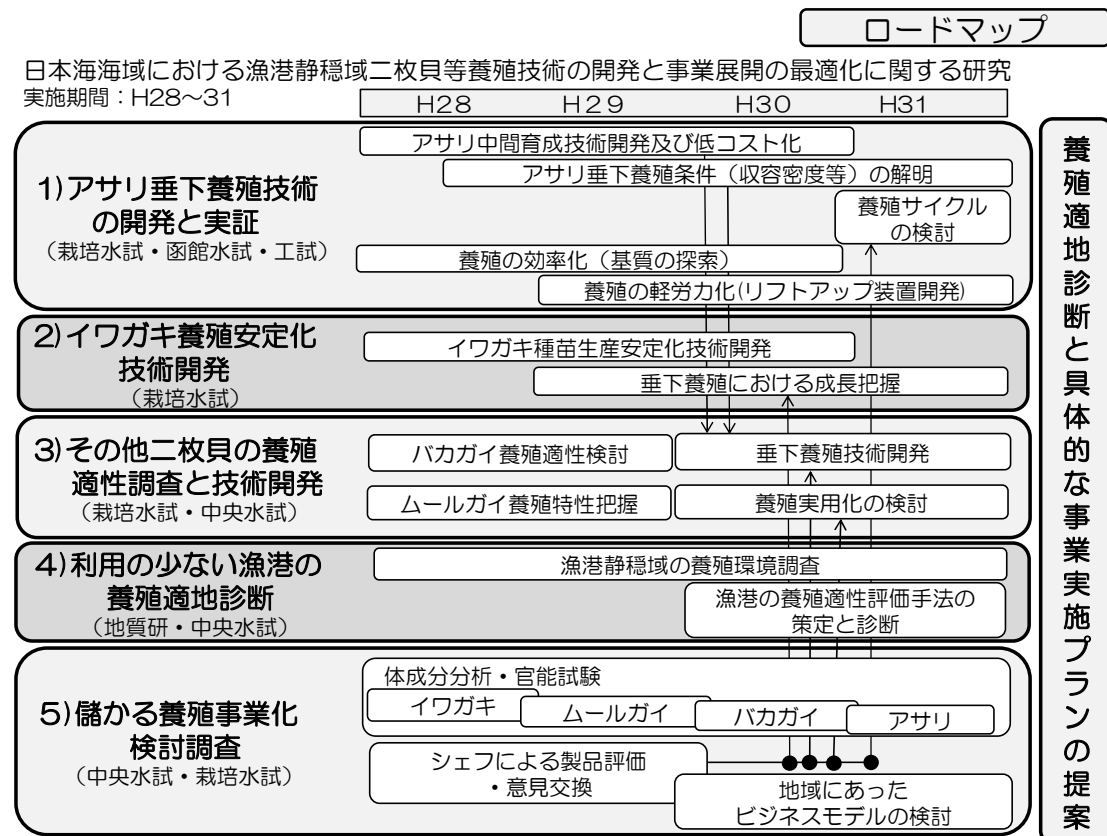 ロードマップ
日本海海域における漁港静穏域二枚貝等養殖技術の開発と事業展開の最適化に関する研究
実施期間：H28～31
H28 H29 H30 H31
1)アサリ垂下養殖技術
の開発と実証
（栽培水試・函館水試・工試）
アサリ中間育成技術開発及び低コスト化
アサリ垂下養殖条件（収容密度等）の解明
養殖サイクル
の検討
養殖の効率化（基質の探索）
養殖の軽労力化(リフトアップ装置開発)
2)イワガキ養殖安定化
技術開発
（栽培水試）
イワガキ種苗生産安定化技術開発
垂下養殖における成長把握
3)その他二枚貝の養殖
適性調査と技術開発
（栽培水試・中央水試）
バカガイ養殖適性検討
垂下養殖技術開発
ムールガイ養殖特性把握
養殖実用化の検討
4)利用の少ない漁港の
養殖適地診断
（地質研・中央水試）
漁港静穏域の養殖環境調査
漁港の養殖適性評価手法の
策定と診断
5)儲かる養殖事業化
検討調査
（中央水試・栽培水試）
体成分分析・官能試験
イワガキ
ムールガイ
バカガイ
アサリ
シェフによる製品評価
・意見交換
地域にあった
ビジネスモデルの検討
養殖適地診断と具体的な事業実施プランの提案